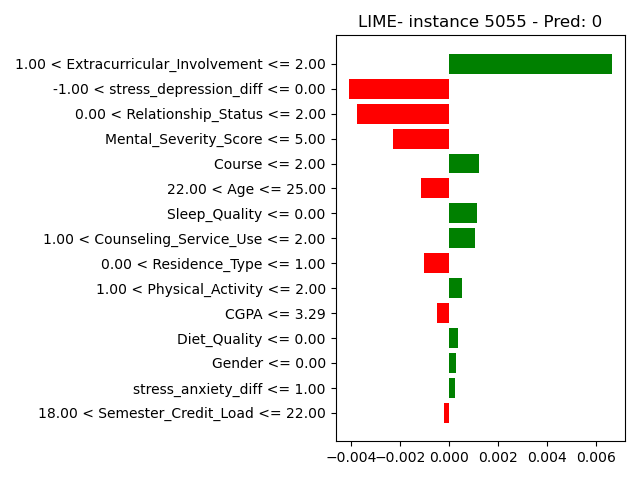 LIME- instance 5055 - Pred: 0
1.00 < Extracurricular_Involvement <= 2.00
-1.00 < stress_depression_diff <= 0.00
0.00 < Relationship_Status <= 2.00
Mental_Severity_Score <= 5.00
Course <= 2.00
22.00 < Age <= 25.00
Sleep_Quality <= 0.00
1.00 < Counseling_Service_Use <= 2.00
0.00 < Residence_Type <= 1.00
1.00 < Physical_Activity <= 2.00
CGPA <= 3.29
Diet_Quality <= 0.00
Gender <= 0.00
stress_anxiety_diff <= 1.00
18.00 < Semester_Credit_Load <= 22.00
−0.004 −0.002 0.000 0.002 0.004 0.006